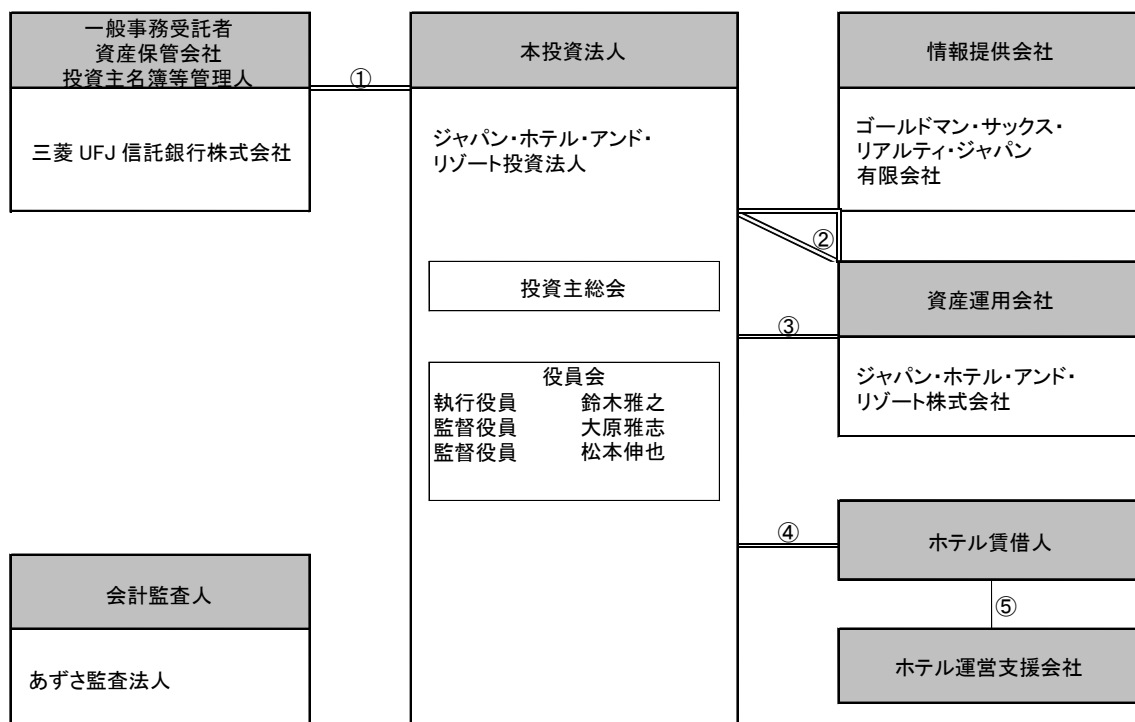 一般事務受託者
資産保管会社
投資主名簿等管理人
三菱 UFJ 信託銀行株式会社
①
本投資法人
ジャパン・ホテル・アンド・
リゾート投資法人
投資主総会
役員会
執行役員 鈴木雅之
監督役員 大原雅志
監督役員 松本伸也
情報提供会社
ゴールドマン・サックス・
リアルティ・ジャパン
有限会社
②
資産運用会社
③
ジャパン・ホテル・アンド・
リゾート株式会社
④
ホテル賃借人
⑤
ホテル運営支援会社
会計監査人
あずさ監査法人